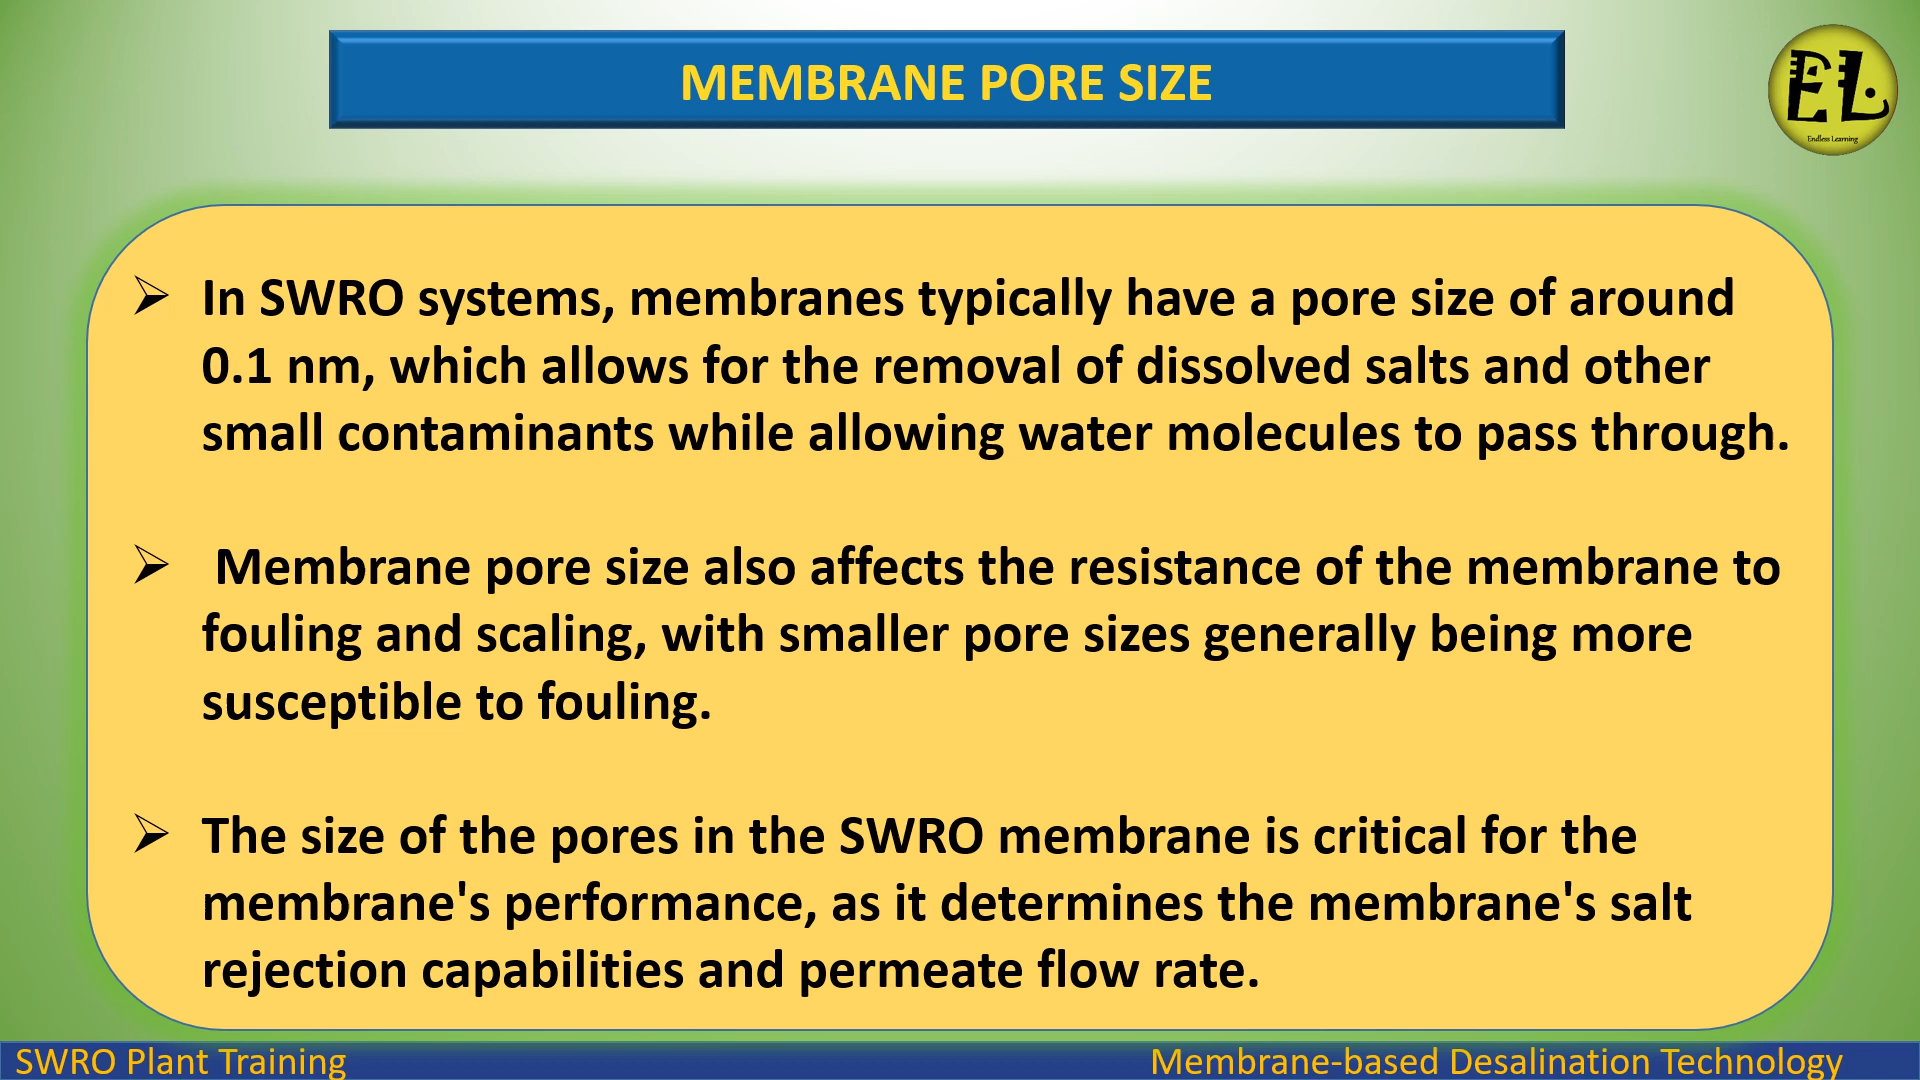 MEMBRANE PORE SIZE
EL
Endless Learning
➢ In SWRO systems, membranes typically have a pore size of around
0.1 nm, which allows for the removal of dissolved salts and other
small contaminants while allowing water molecules to pass through.
➢ Membrane pore size also affects the resistance of the membrane to
fouling and scaling, with smaller pore sizes generally being more
susceptible to fouling.
➢ The size of the pores in the SWRO membrane is critical for the
membrane's performance, as it determines the membrane's salt
rejection capabilities and permeate flow rate.
SWRO Plant Training
Membrane-based Desalination Technology